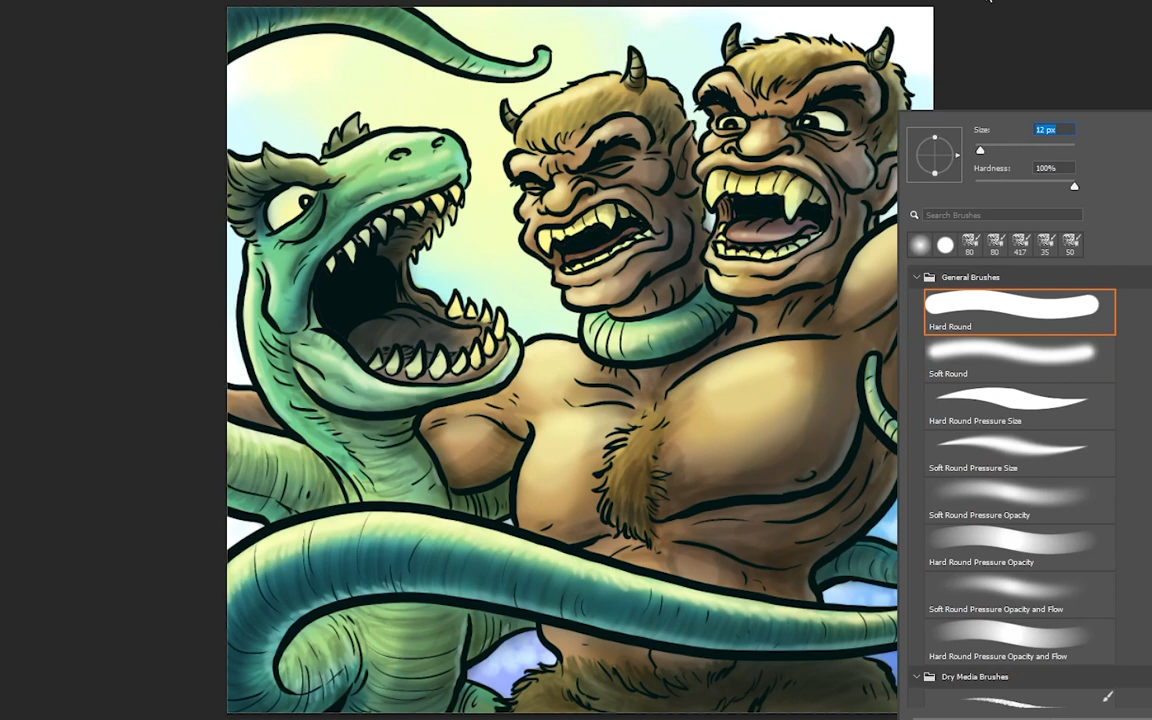 Size: 12 px
Hardness: 100%
Search Brushes
80 80 417 35 50
General Brushes
Hard Round
Soft Round
Hard Round Pressure Size
Soft Round Pressure Size
Soft Round Pressure Opacity
Hard Round Pressure Opacity
Soft Round Pressure Opacity and Flow
Hard Round Pressure Opacity and Flow
Dry Media Brushes